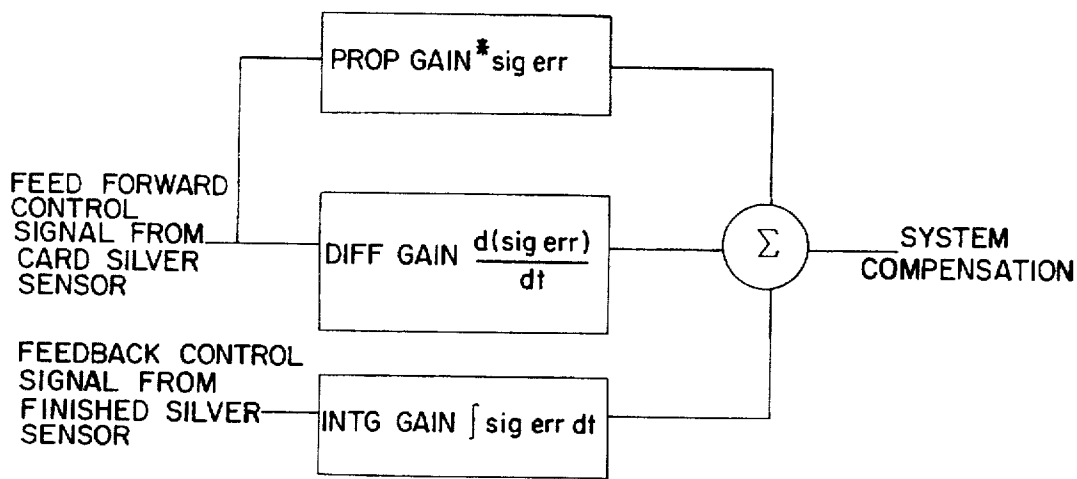 PROP GAIN * sig err
FEED FORWARD
CONTROL
SIGNAL FROM
CARD SILVER
SENSOR
DIFF GAIN d(sig err)/dt
Σ
SYSTEM
COMPENSATION
FEEDBACK CONTROL
SIGNAL FROM
FINISHED SILVER
SENSOR
INTG GAIN ∫ sig err dt